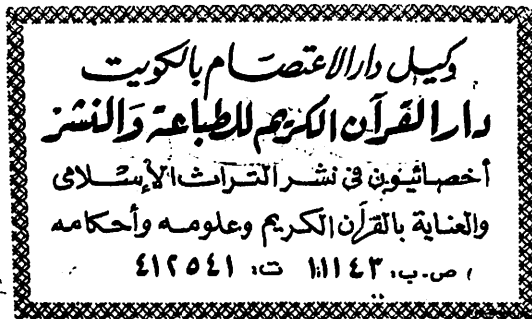 وكيل دار الاعتصام بالكويت
دار القرآن الكريم للطباعة والنشر
أخصائيون في نشر التراث الإسلامي
والعناية بالقرآن الكريم وعلومه وأحكامه
ص.ب: ١١١٤٣ ت: ٤١٢٥٤١